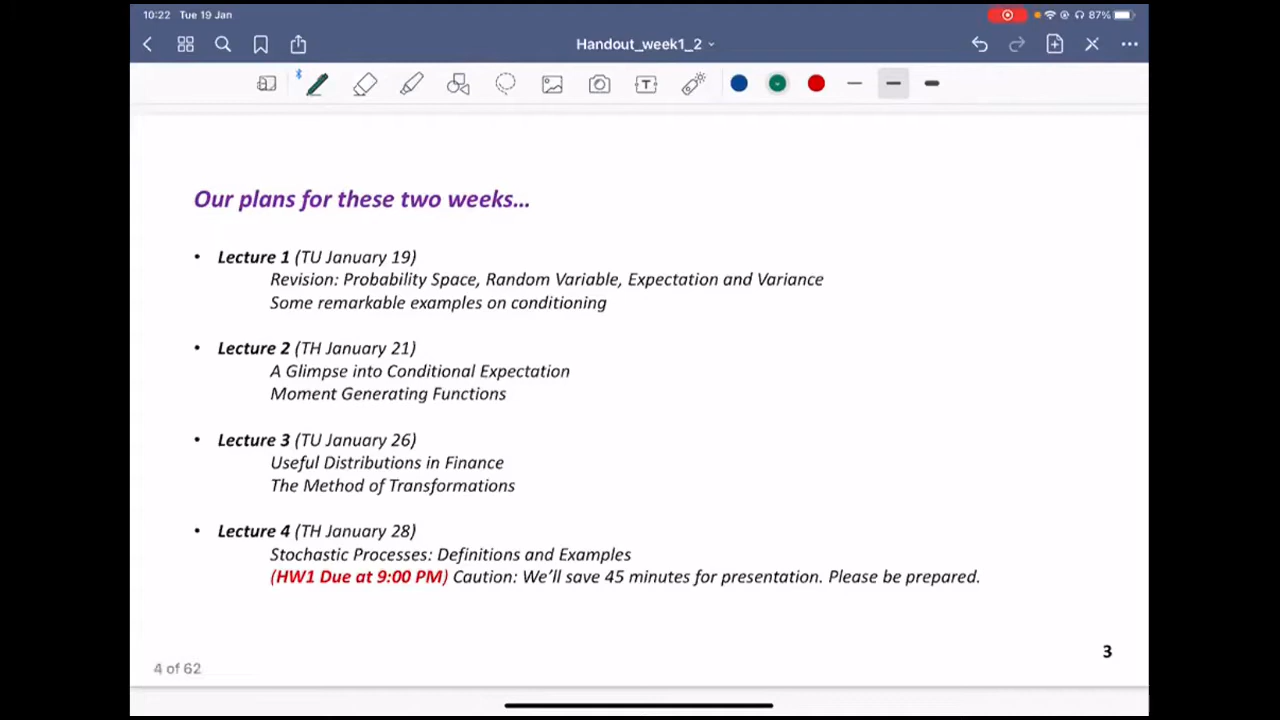 10:22 Tue 19 Jan 87%
Handout_week1_2
T
Our plans for these two weeks...
• Lecture 1 (TU January 19)
Revision: Probability Space, Random Variable, Expectation and Variance
Some remarkable examples on conditioning
• Lecture 2 (TH January 21)
A Glimpse into Conditional Expectation
Moment Generating Functions
• Lecture 3 (TU January 26)
Useful Distributions in Finance
The Method of Transformations
• Lecture 4 (TH January 28)
Stochastic Processes: Definitions and Examples
(HW1 Due at 9:00 PM) Caution: We'll save 45 minutes for presentation. Please be prepared.
3
4 of 62